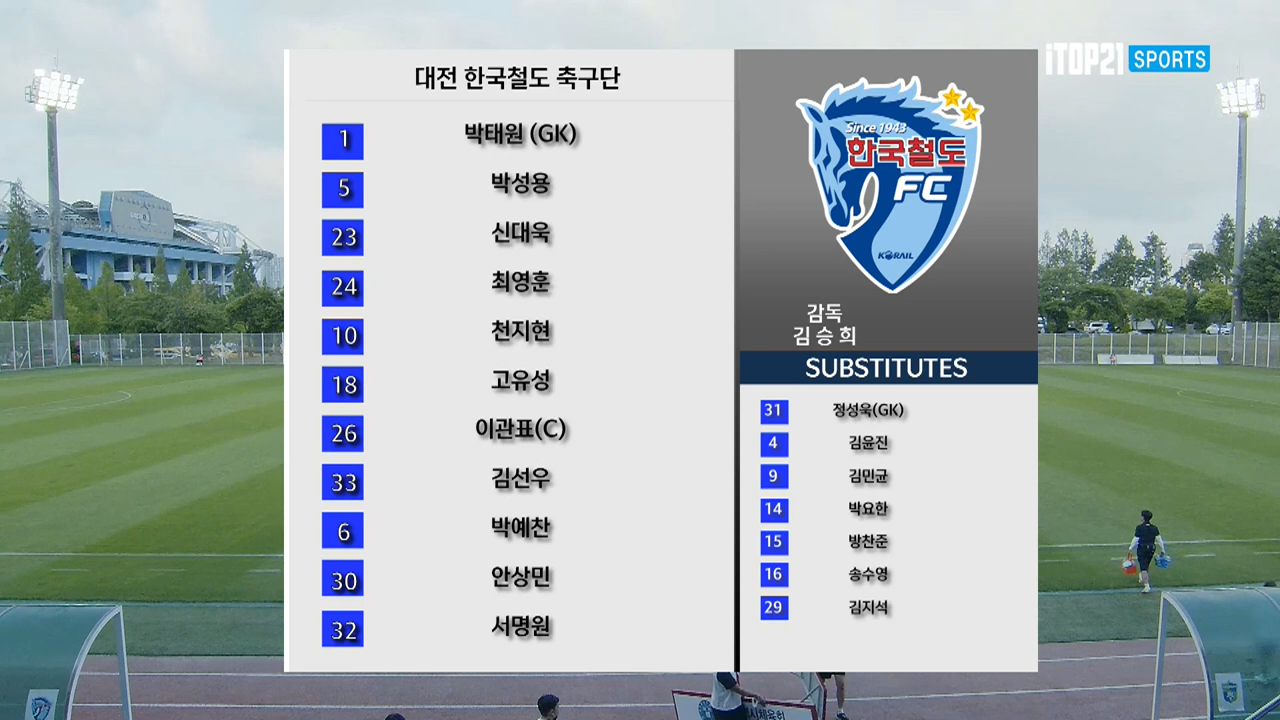 iTOP21 SPORTS
대전 한국철도 축구단
1 박태원 (GK)
5 박성용
23 신대욱
24 최영훈
10 천지현
18 고유성
26 이관표(C)
33 김선우
6 박예찬
30 안상민
32 서명원
Since 1943
한국철도
FC
KORAIL
감독
김승희
SUBSTITUTES
31 정성욱(GK)
4 김윤진
9 김민균
14 박요한
15 방찬준
16 송수영
29 김지석